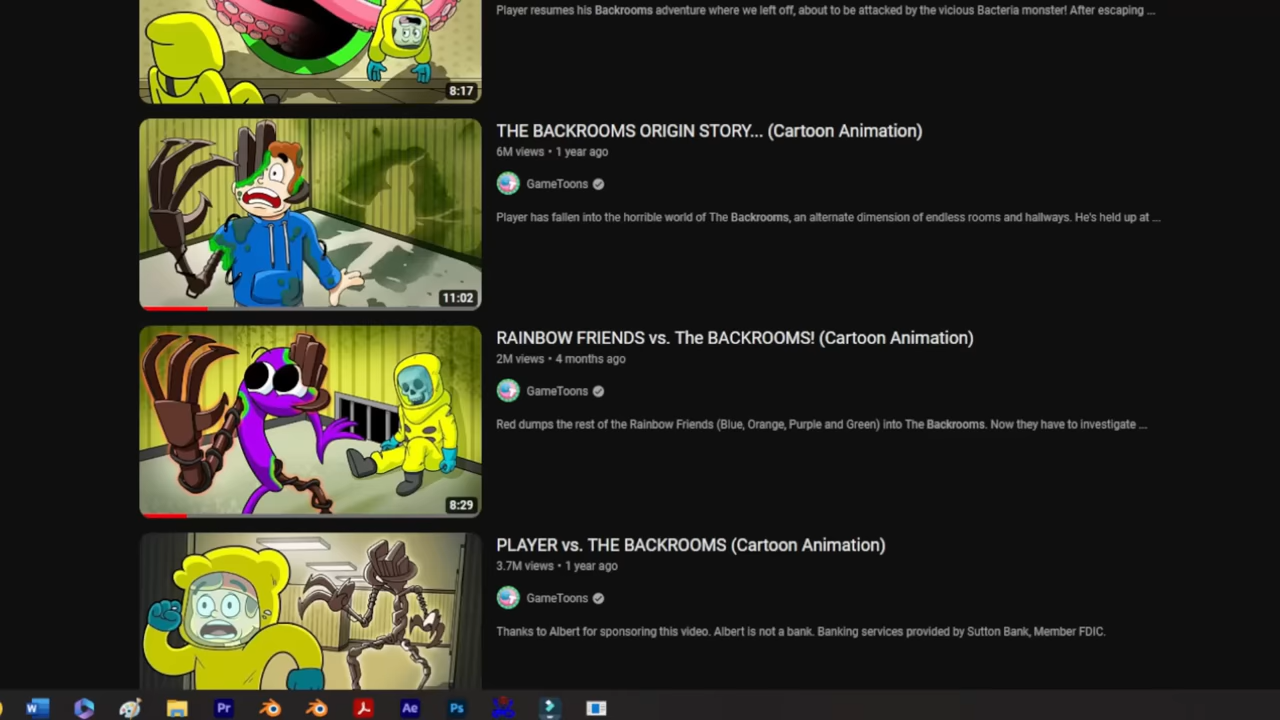 Player resumes his Backrooms adventure where we left off, about to be attacked by the vicious Bacteria monster! After escaping ...
8:17
THE BACKROOMS ORIGIN STORY... (Cartoon Animation)
6M views • 1 year ago
GameToons
Player has fallen into the horrible world of The Backrooms, an alternate dimension of endless rooms and hallways. He's held up at ...
11:02
RAINBOW FRIENDS vs. The BACKROOMS! (Cartoon Animation)
2M views • 4 months ago
GameToons
Red dumps the rest of the Rainbow Friends (Blue, Orange, Purple and Green) into The Backrooms. Now they have to investigate ...
8:29
PLAYER vs. THE BACKROOMS (Cartoon Animation)
3.7M views • 1 year ago
GameToons
Thanks to Albert for sponsoring this video. Albert is not a bank. Banking services provided by Sutton Bank, Member FDIC.
W Pr Ae Ps